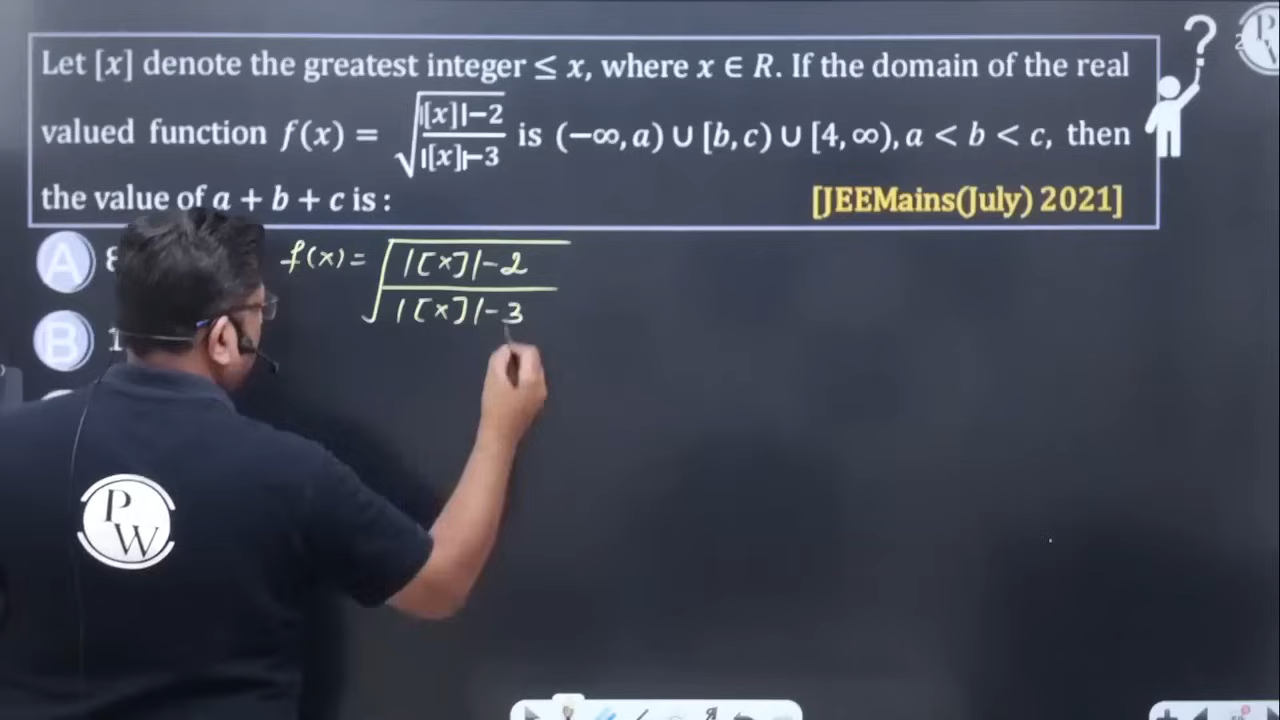 Let [x] denote the greatest integer ≤ x, where x ∈ R. If the domain of the real
valued function f(x) = √(|[x]|−2 / |[x]|−3) is (−∞, a) ∪ [b, c) ∪ [4, ∞), a < b < c, then
the value of a + b + c is :
[JEEMains(July) 2021]
A
f(x) = √(|[x]|-2 / |[x]|-3)
B
PW